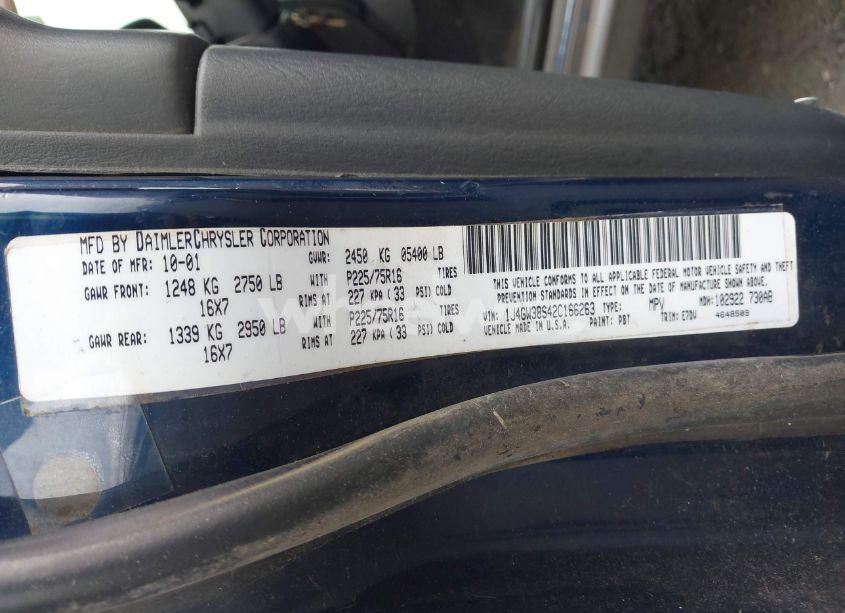 MFD BY DAIMLERCHRYSLER CORPORATION
DATE OF MFR: 10-01 GVWR: 2450 KG 05400 LB
GAWR FRONT: 1248 KG 2750 LB WITH P225/75R16 TIRES
16X7 RIMS AT 227 KPA ( 33 PSI) COLD
GAWR REAR: 1339 KG 2950 LB WITH P225/75R16 TIRES
16X7 RIMS AT 227 KPA ( 33 PSI) COLD
THIS VEHICLE CONFORMS TO ALL APPLICABLE FEDERAL MOTOR VEHICLE SAFETY AND THEFT
PREVENTION STANDARDS IN EFFECT ON THE DATE OF MANUFACTURE SHOWN ABOVE.
VIN: 1J4GW38S42C166263 TYPE: MPV MDH: 102922 730AB
VEHICLE MADE IN U.S.A. PAINT: PBT TRIM: E7DV 4648509